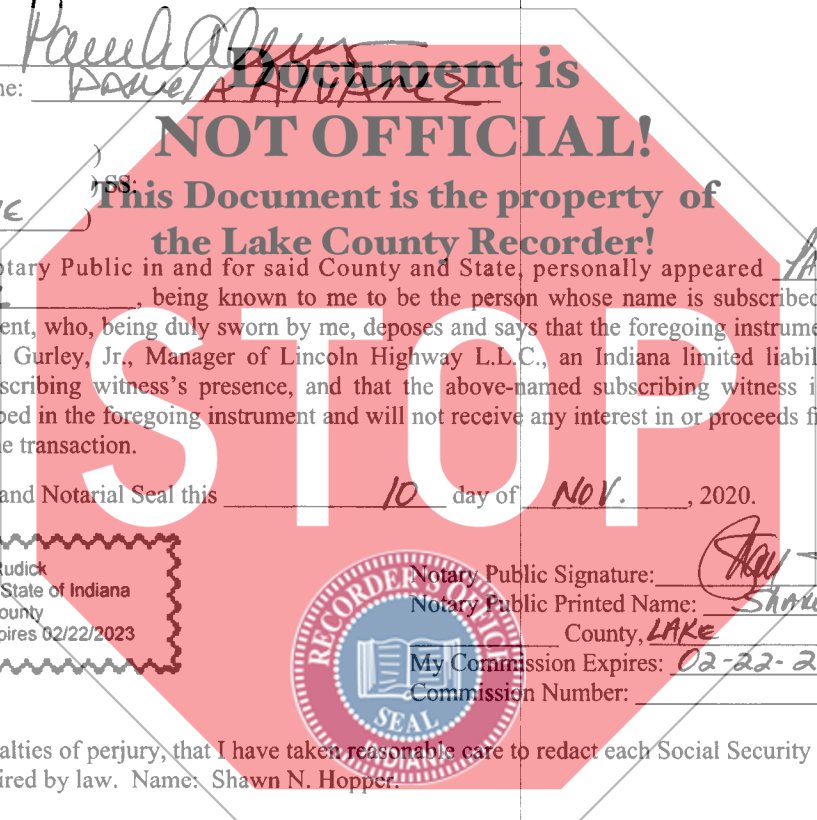 ne: PAMELA ALVAREZ
Document is
NOT OFFICIAL!
)
) SS:
This Document is the property of
)
the Lake County Recorder!
otary Public in and for said County and State, personally appeared
, being known to me to be the person whose name is subscribed
ent, who, being duly sworn by me, deposes and says that the foregoing instrume
Gurley, Jr., Manager of Lincoln Highway L.L.C., an Indiana limited liabil
scribing witness's presence, and that the above-named subscribing witness i
bed in the foregoing instrument and will not receive any interest in or proceeds f
e transaction.
STOP
and Notarial Seal this 10 day of NOV. , 2020.
Rudick
State of Indiana
ounty
pires 02/22/2023
Notary Public Signature:
Notary Public Printed Name:
County, LAKE
My Commission Expires: 02-22-2
Commission Number:
RECORDER'S OFFICE
SEAL
INDIANA
alties of perjury, that I have taken reasonable care to redact each Social Security
ired by law. Name: Shawn N. Hopper.